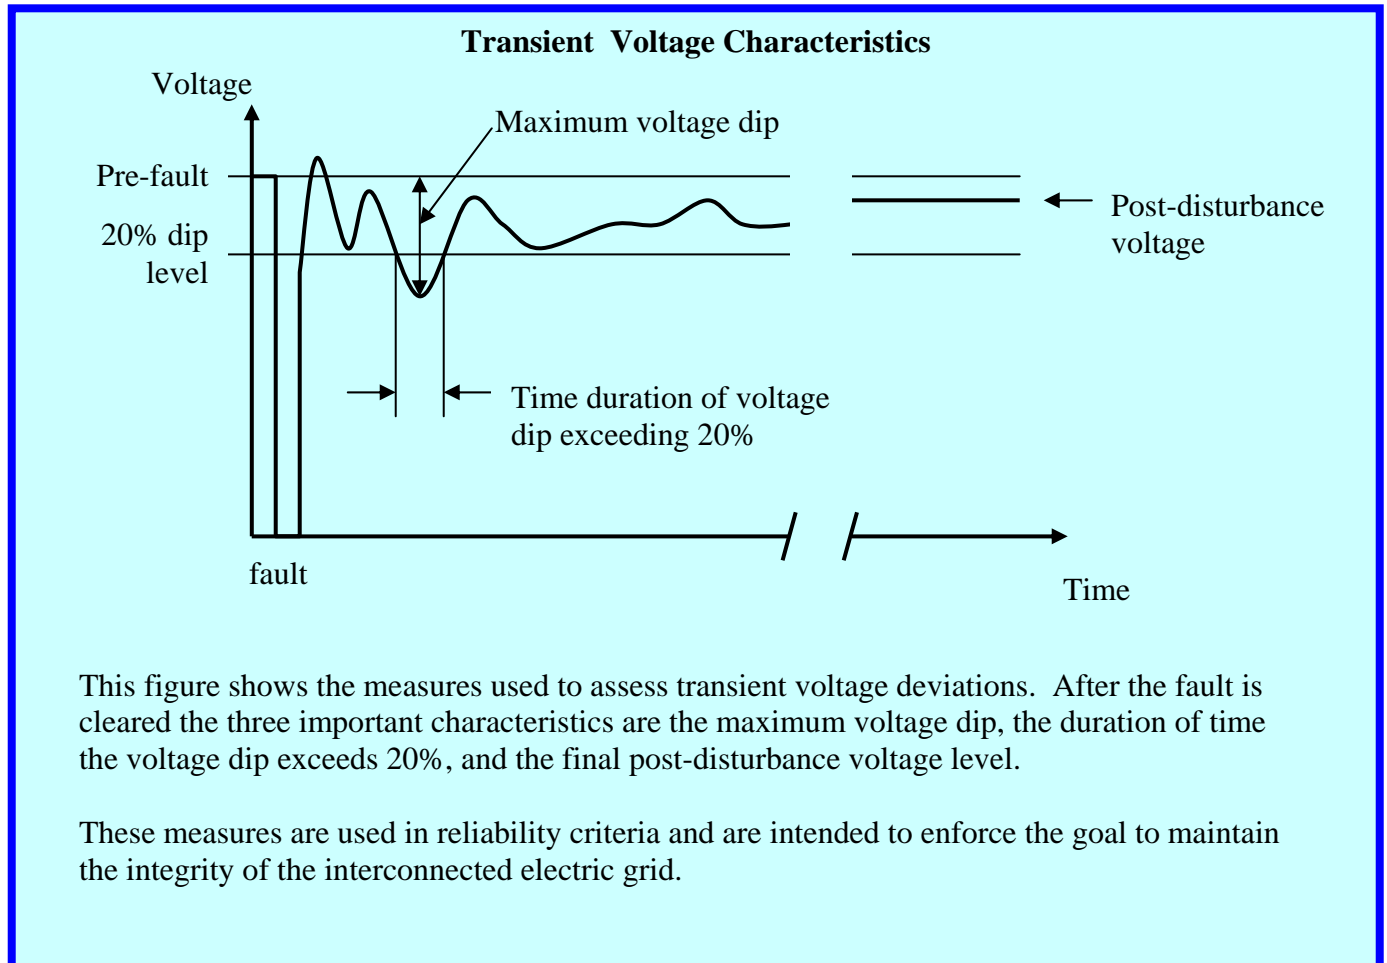 Transient Voltage Characteristics
Voltage
Maximum voltage dip
Pre-fault
20% dip
level
Post-disturbance
voltage
Time duration of voltage
dip exceeding 20%
fault
Time
This figure shows the measures used to assess transient voltage deviations. After the fault is
cleared the three important characteristics are the maximum voltage dip, the duration of time
the voltage dip exceeds 20%, and the final post-disturbance voltage level.
These measures are used in reliability criteria and are intended to enforce the goal to maintain
the integrity of the interconnected electric grid.